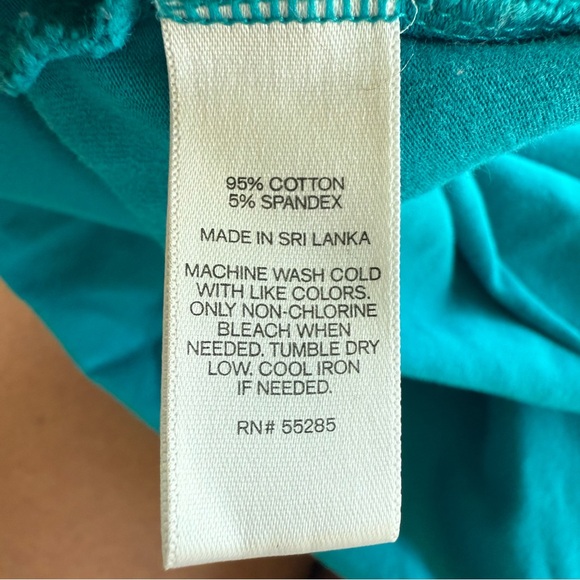 95% COTTON
5% SPANDEX
MADE IN SRI LANKA
MACHINE WASH COLD
WITH LIKE COLORS.
ONLY NON-CHLORINE
BLEACH WHEN
NEEDED. TUMBLE DRY
LOW. COOL IRON
IF NEEDED.
RN# 55285